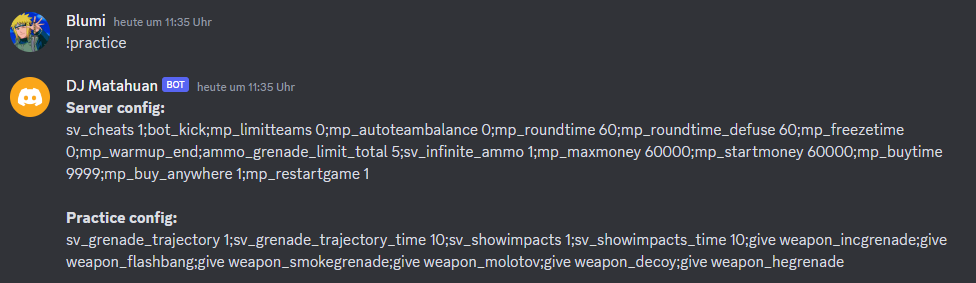 Blumi heute um 11:35 Uhr
!practice
DJ Matahuan BOT heute um 11:35 Uhr
Server config:
sv_cheats 1;bot_kick;mp_limitteams 0;mp_autoteambalance 0;mp_roundtime 60;mp_roundtime_defuse 60;mp_freezetime
0;mp_warmup_end;ammo_grenade_limit_total 5;sv_infinite_ammo 1;mp_maxmoney 60000;mp_startmoney 60000;mp_buytime
9999;mp_buy_anywhere 1;mp_restartgame 1
Practice config:
sv_grenade_trajectory 1;sv_grenade_trajectory_time 10;sv_showimpacts 1;sv_showimpacts_time 10;give weapon_incgrenade;give
weapon_flashbang;give weapon_smokegrenade;give weapon_molotov;give weapon_decoy;give weapon_hegrenade